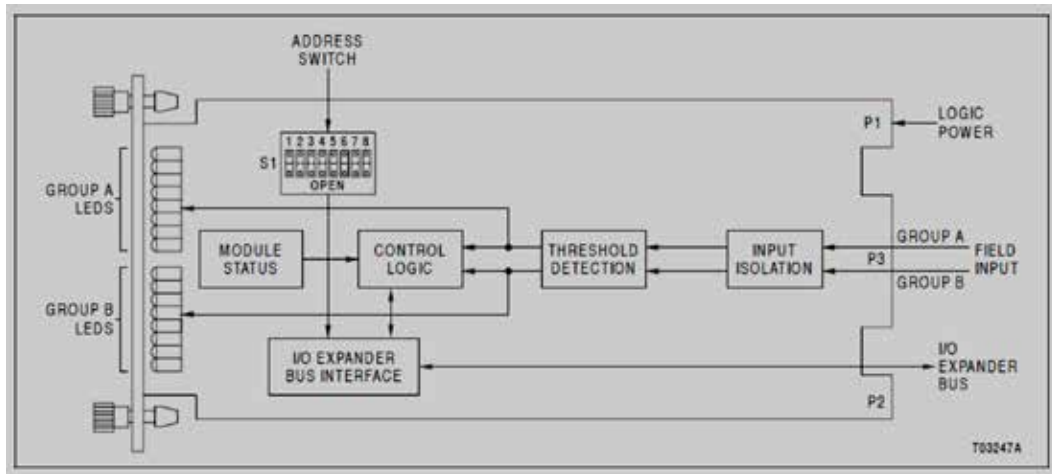 ADDRESS
SWITCH
P1
LOGIC
POWER
1 2 3 4 5 6 7 8
S1
OPEN
GROUP A
LEDS
MODULE
STATUS
CONTROL
LOGIC
THRESHOLD
DETECTION
INPUT
ISOLATION
GROUP A
P3
FIELD
INPUT
GROUP B
GROUP B
LEDS
I/O EXPANDER
BUS INTERFACE
I/O
EXPANDER
BUS
P2
T03247A